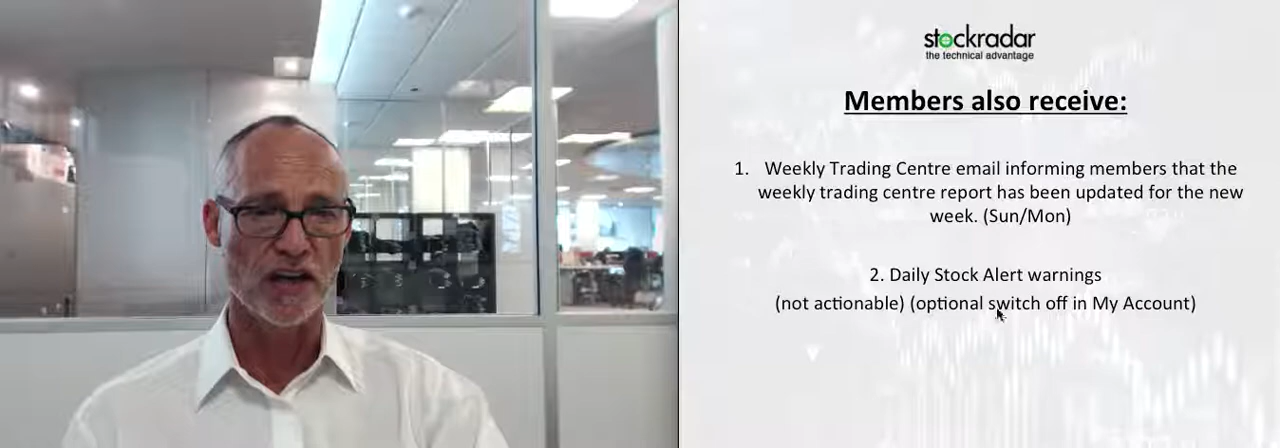 stockradar
the technical advantage
Members also receive:
1. Weekly Trading Centre email informing members that the
weekly trading centre report has been updated for the new
week. (Sun/Mon)
2. Daily Stock Alert warnings
(not actionable) (optional switch off in My Account)